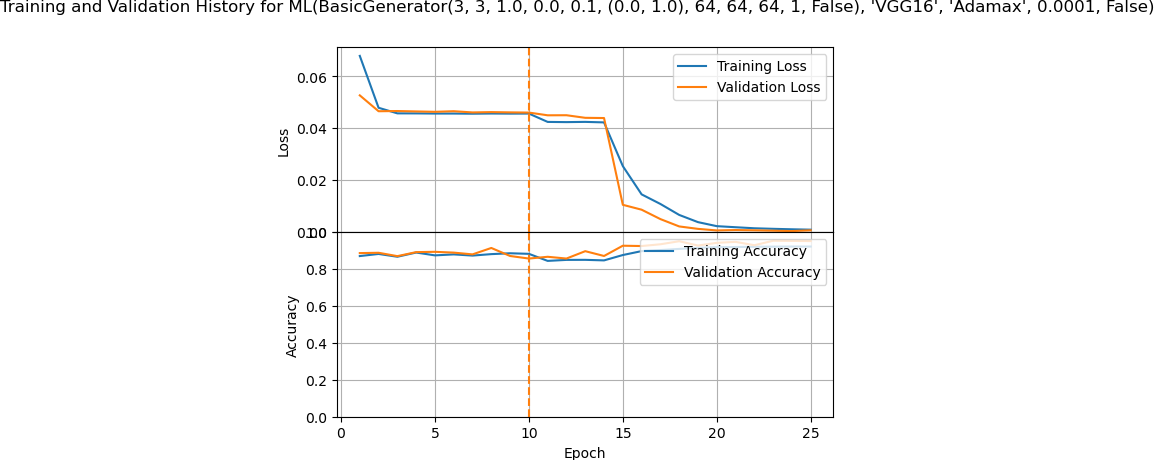 Training and Validation History for ML(BasicGenerator(3, 3, 1.0, 0.0, 0.1, (0.0, 1.0), 64, 64, 64, 1, False), 'VGG16', 'Adamax', 0.0001, False)
Training Loss
Validation Loss
0.06
0.04
0.02
0.00
Loss
1.0
Training Accuracy
Validation Accuracy
0.8
0.6
0.4
0.2
0.0
Accuracy
0 5 10 15 20 25
Epoch